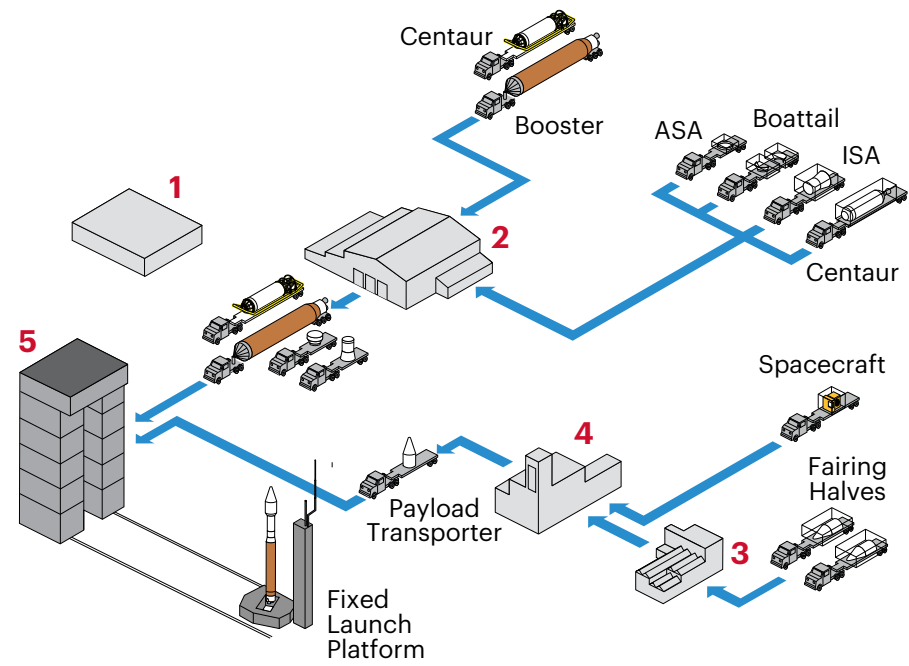 Centaur
Booster
ASA
Boattail
ISA
Centaur
1
2
5
Spacecraft
4
Fairing
Halves
Payload
Transporter
3
Fixed
Launch
Platform